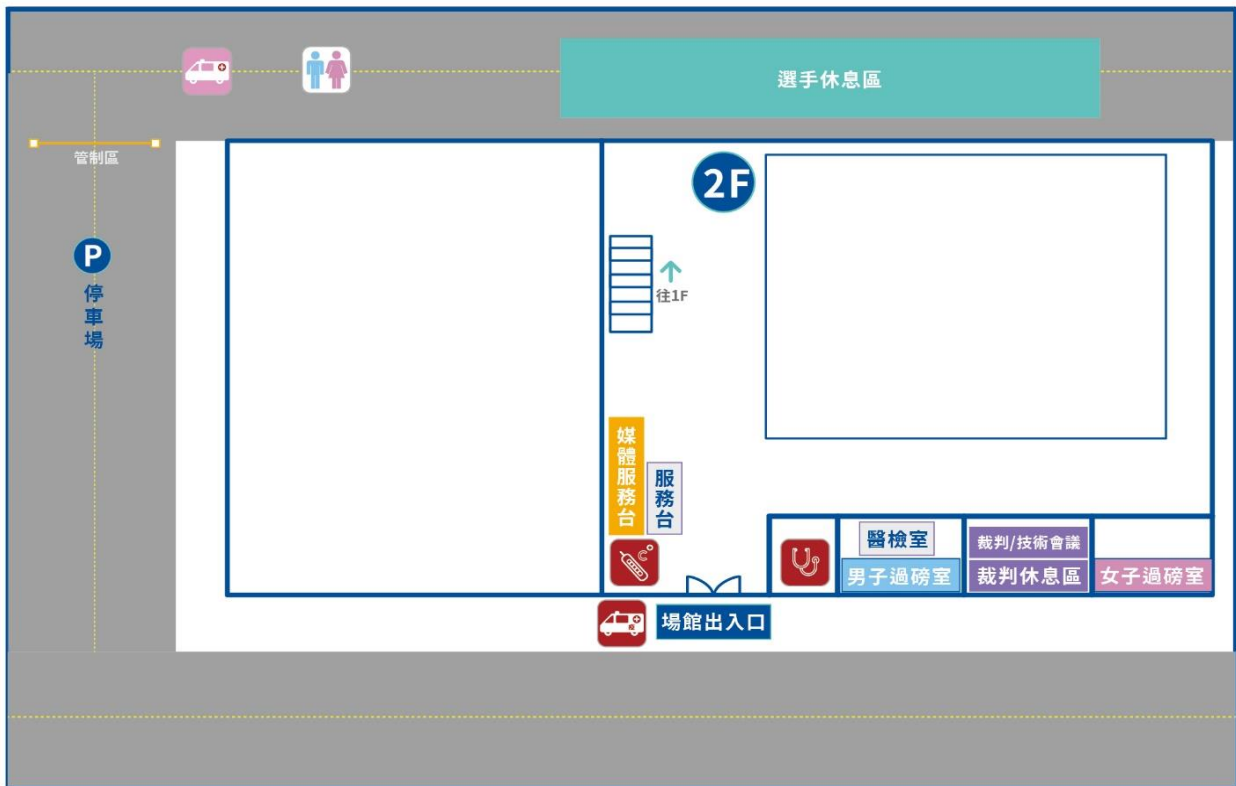 選手休息區
管制區
2F
P
停車場
往1F
媒體服務台
服務台
醫檢室
裁判/技術會議
男子過磅室
裁判休息區
女子過磅室
C°
疫
場館出入口